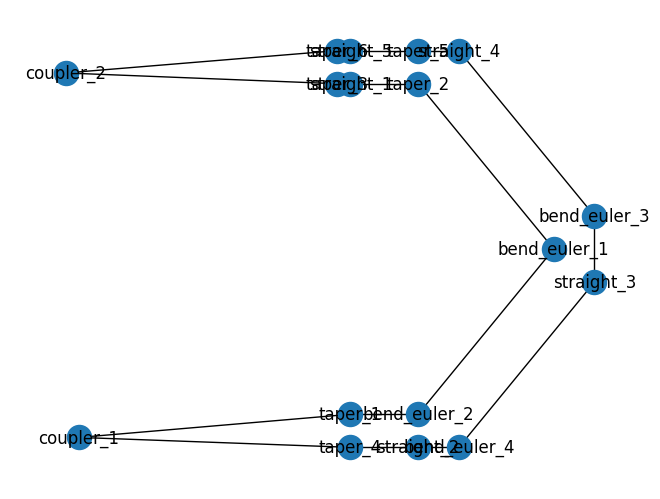 taper_6 straight_5 taper_5 straight_4
coupler_2
taper_3 straight_1 taper_2
bend_euler_3
bend_euler_1
straight_3
taper_1 bend_euler_2
coupler_1
taper_4 straight_2 bend_euler_4